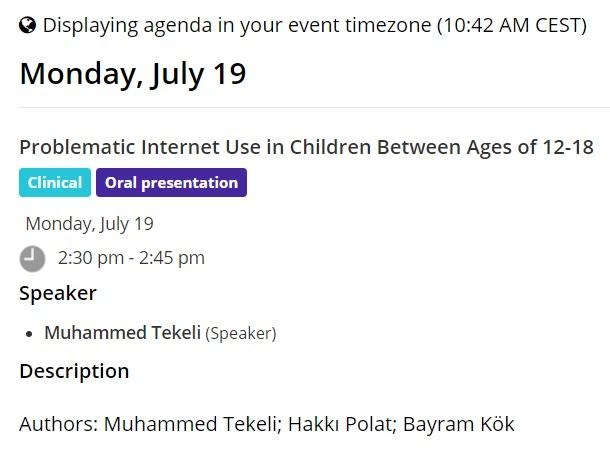 Displaying agenda in your event timezone (10:42 AM CEST)
Monday, July 19
Problematic Internet Use in Children Between Ages of 12-18
Clinical Oral presentation
Monday, July 19
2:30 pm - 2:45 pm
Speaker
• Muhammed Tekeli (Speaker)
Description
Authors: Muhammed Tekeli; Hakkı Polat; Bayram Kök